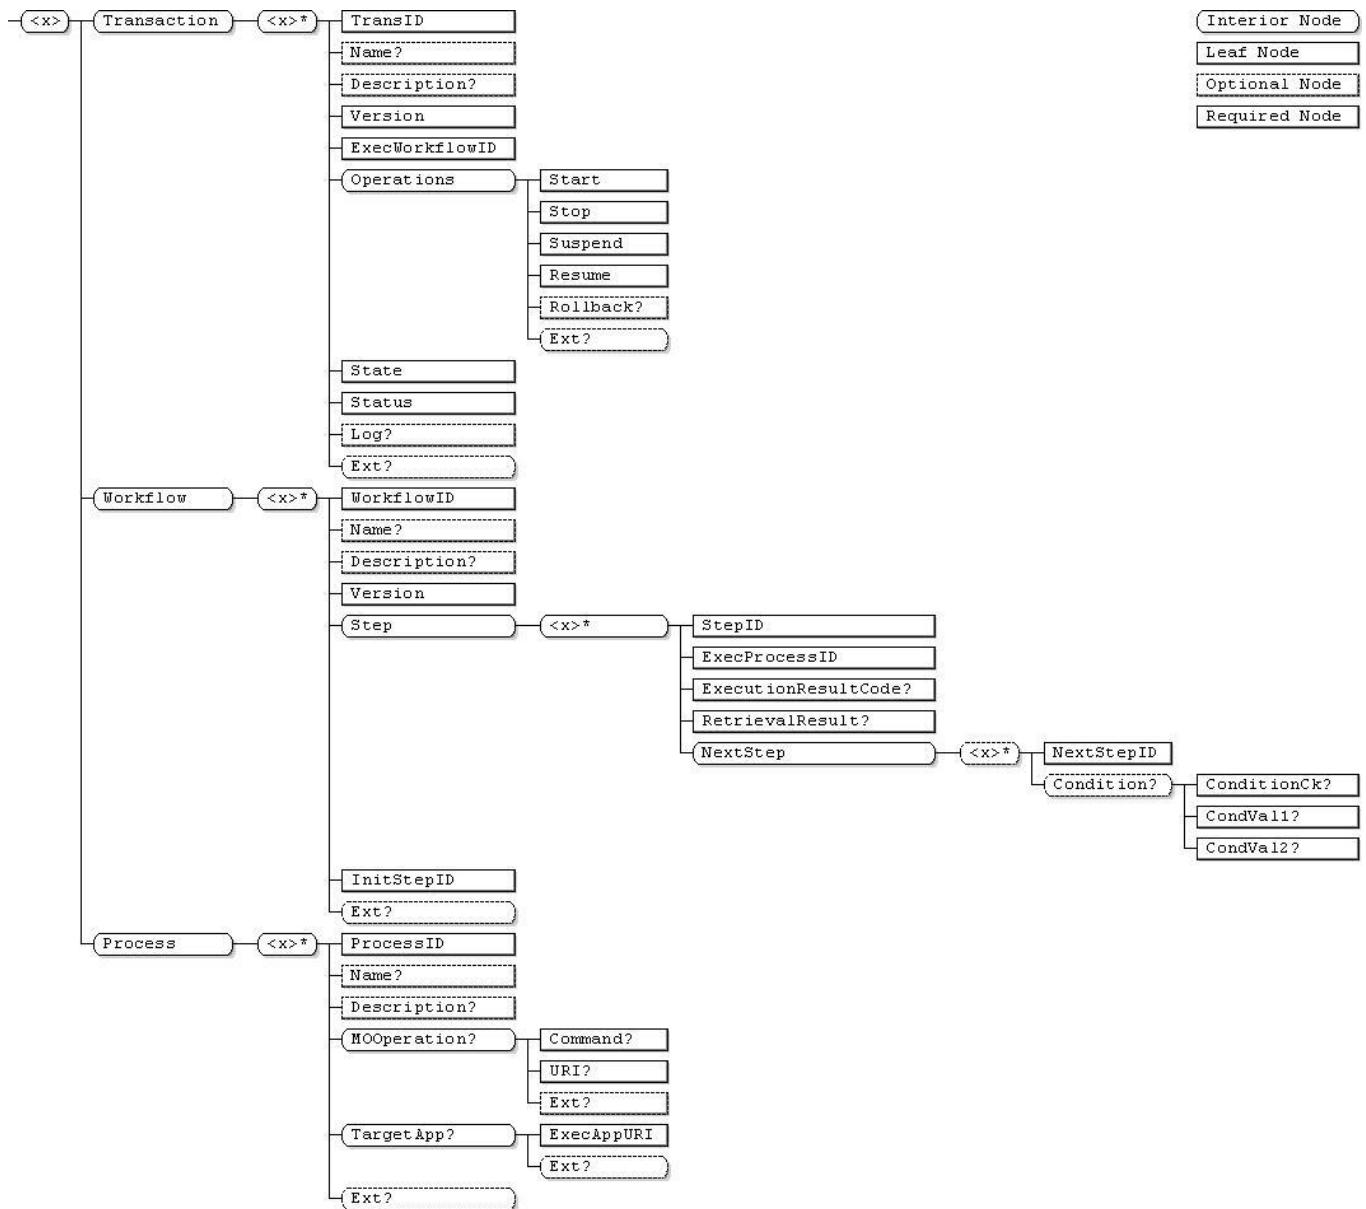 <x> Transaction <x>* TransID Interior Node
Name? Leaf Node
Description? Optional Node
Version Required Node
ExecWorkflowID
Operations Start
Stop
Suspend
Resume
Rollback?
Ext?
State
Status
Log?
Ext?
Workflow <x>* WorkflowID
Name?
Description?
Version
Step <x>* StepID
ExecProcessID
ExecutionResultCode?
RetrievalResult?
NextStep <x>* NextStepID
Condition? ConditionCk?
CondVal1?
CondVal2?
InitStepID
Ext?
Process <x>* ProcessID
Name?
Description?
MOOperation? Command?
URI?
Ext?
TargetApp? ExecAppURI
Ext?
Ext?